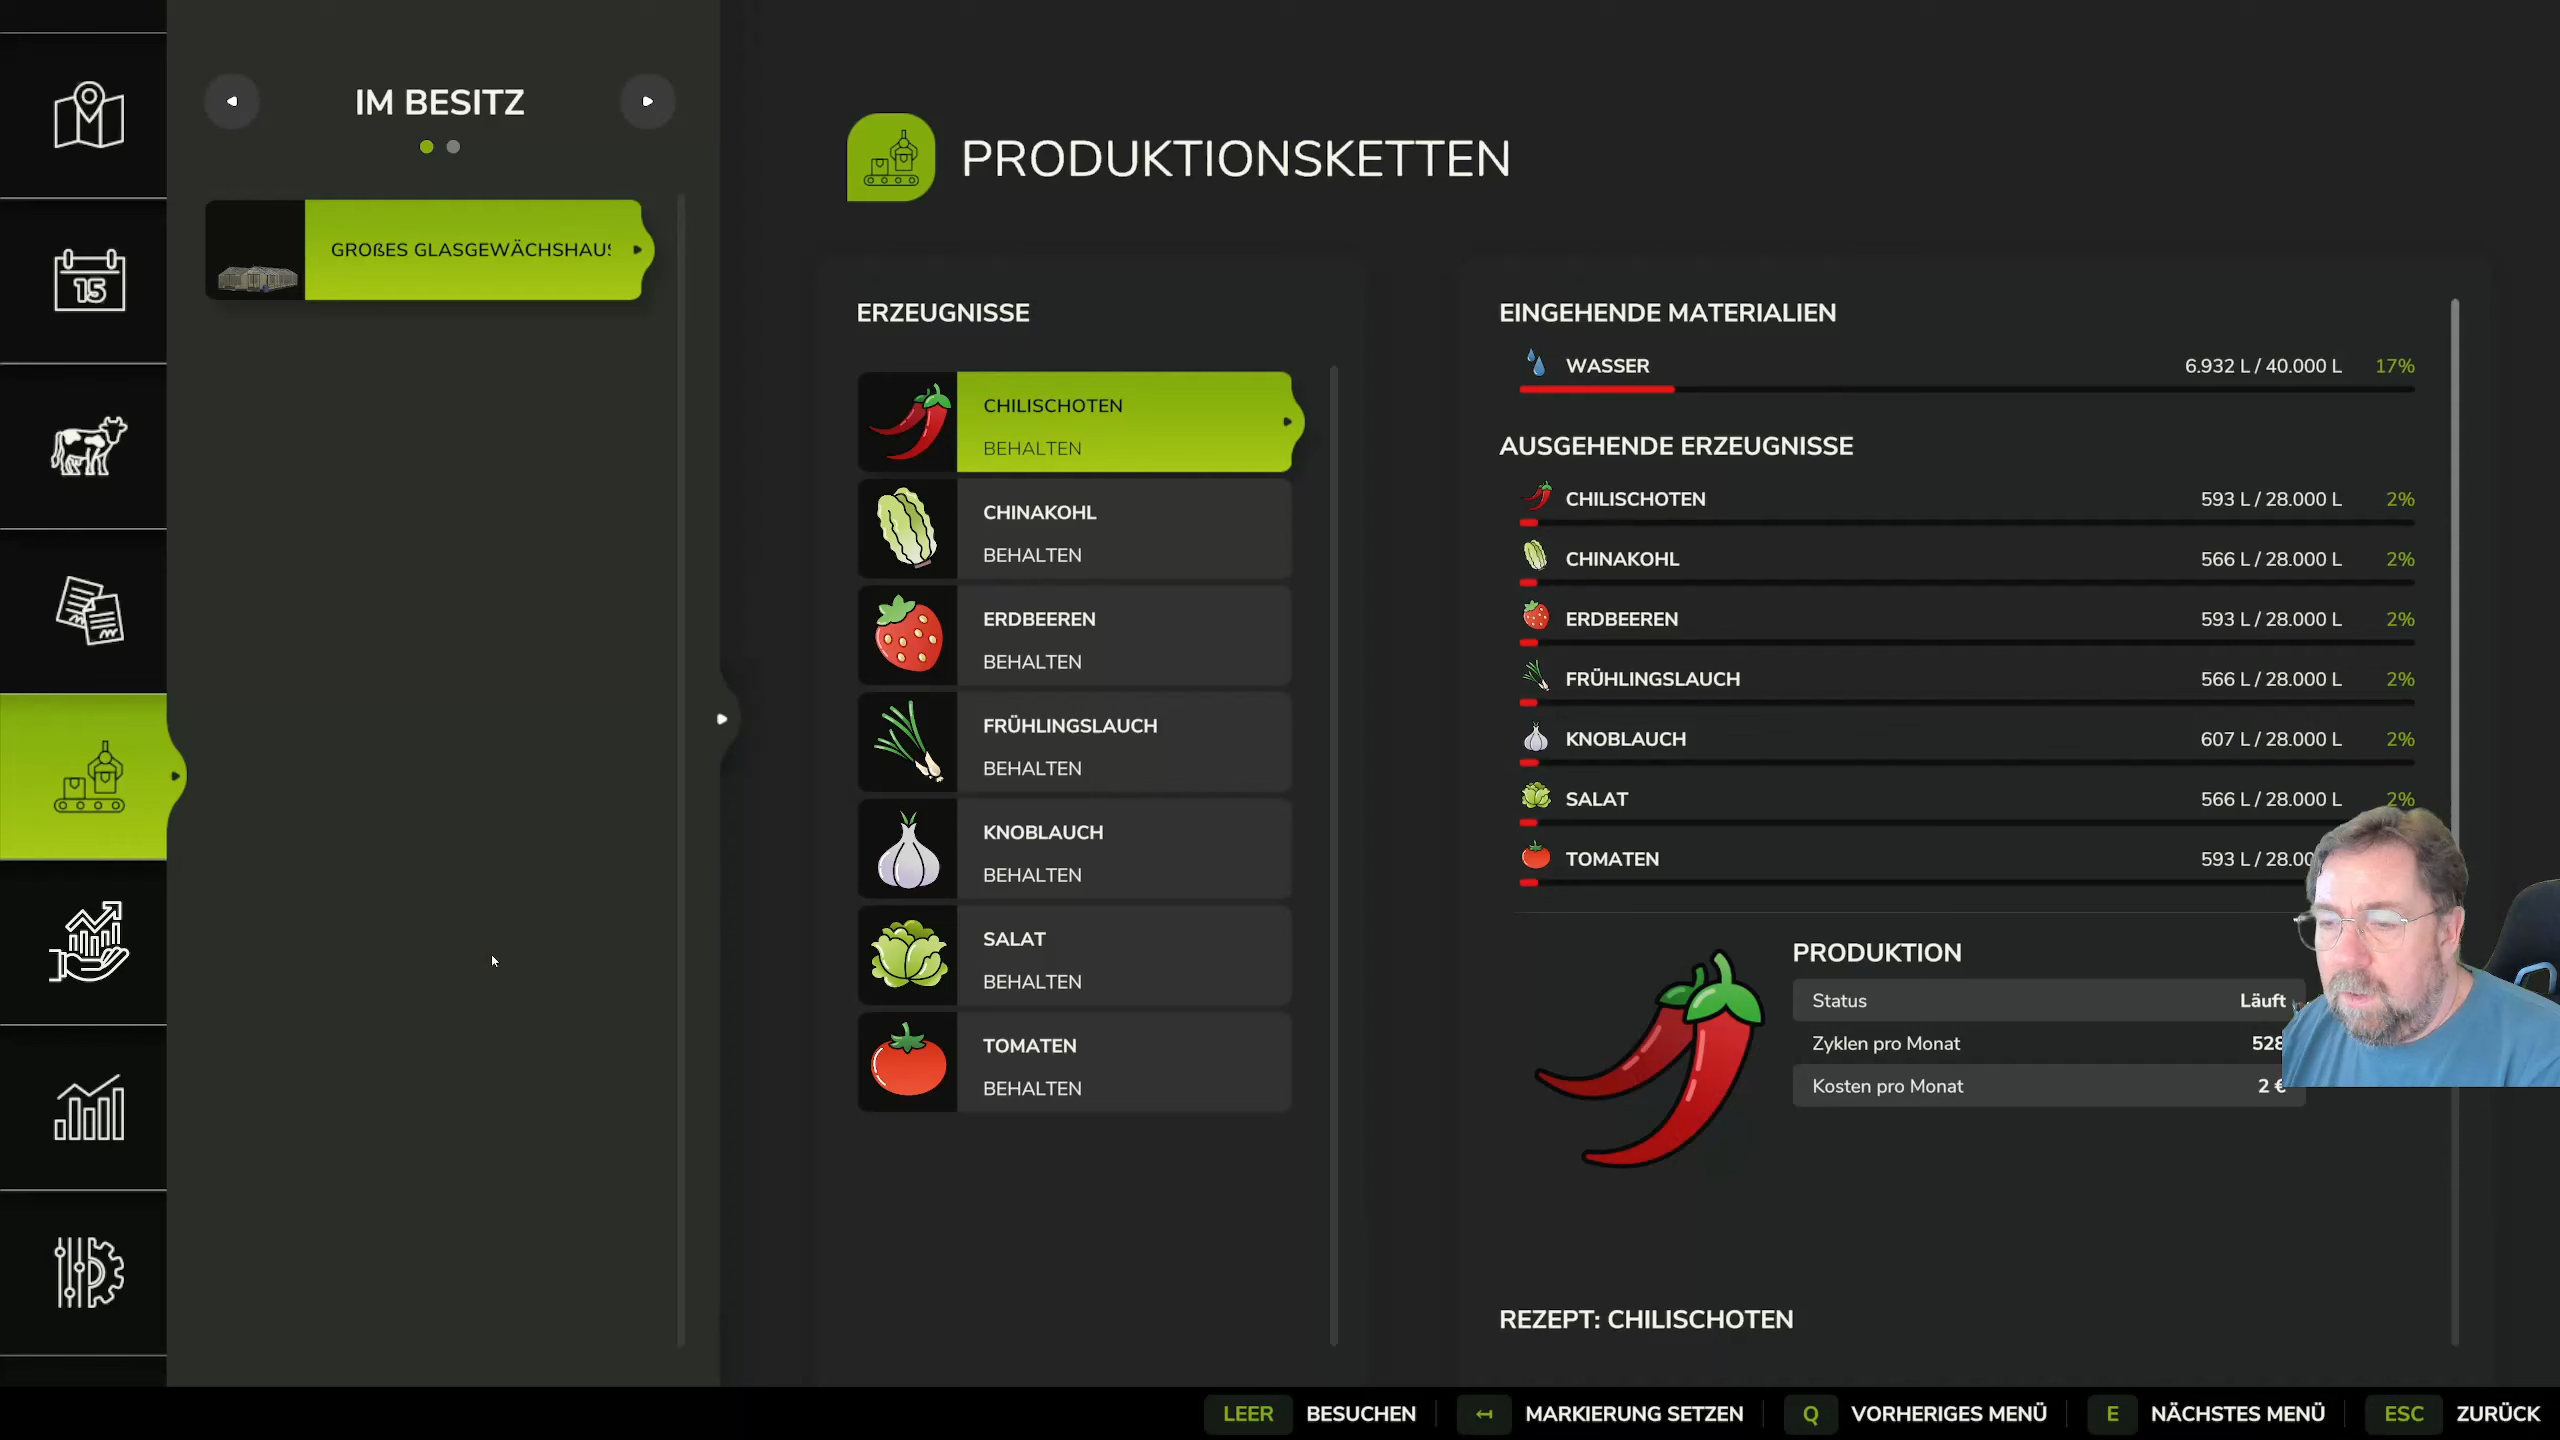 15
IM BESITZ
GROßES GLASGEWÄCHSHAUS
PRODUKTIONSKETTEN
ERZEUGNISSE
CHILISCHOTEN
BEHALTEN
CHINAKOHL
BEHALTEN
ERDBEEREN
BEHALTEN
FRÜHLINGSLAUCH
BEHALTEN
KNOBLAUCH
BEHALTEN
SALAT
BEHALTEN
TOMATEN
BEHALTEN
EINGEHENDE MATERIALIEN
WASSER 6.932 L / 40.000 L 17%
AUSGEHENDE ERZEUGNISSE
CHILISCHOTEN 593 L / 28.000 L 2%
CHINAKOHL 566 L / 28.000 L 2%
ERDBEEREN 593 L / 28.000 L 2%
FRÜHLINGSLAUCH 566 L / 28.000 L 2%
KNOBLAUCH 607 L / 28.000 L 2%
SALAT 566 L / 28.000 L 2%
TOMATEN 593 L / 28.00
PRODUKTION
Status Läuft
Zyklen pro Monat 528
Kosten pro Monat 2 €
REZEPT: CHILISCHOTEN
LEER BESUCHEN MARKIERUNG SETZEN Q VORHERIGES MENÜ E NÄCHSTES MENÜ ESC ZURÜCK